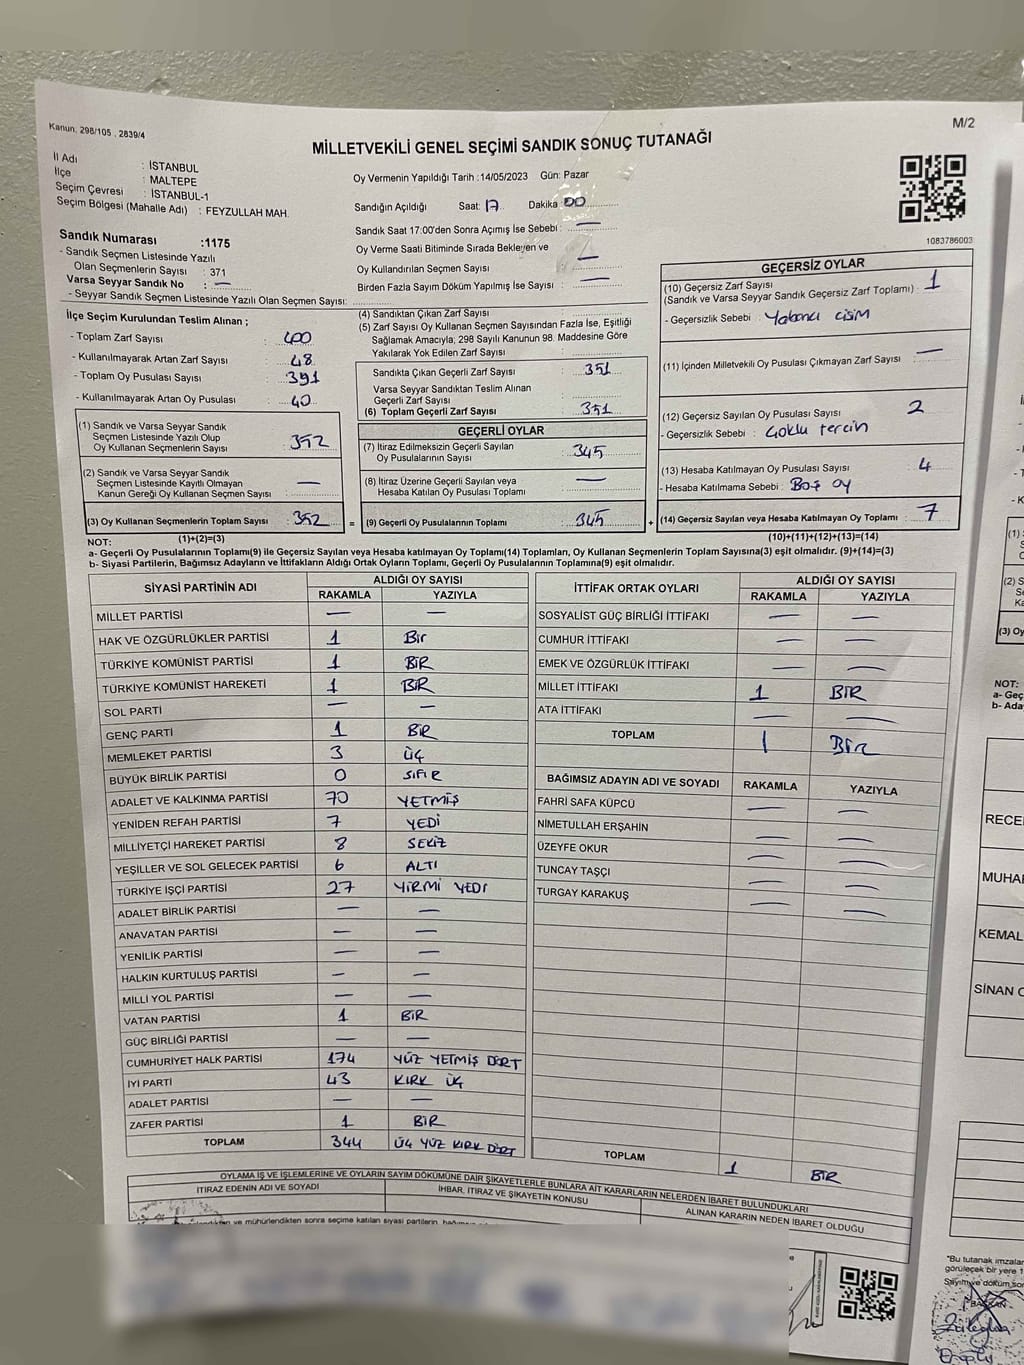 Kanun. 298/105 , 2839/4
M/2
MİLLETVEKİLİ GENEL SEÇİMİ SANDIK SONUÇ TUTANAĞI
İl Adı : İSTANBUL
İlçe : MALTEPE
Seçim Çevresi : İSTANBUL-1
Seçim Bölgesi (Mahalle Adı) : FEYZULLAH MAH.
Sandık Numarası :1175
- Sandık Seçmen Listesinde Yazılı
Olan Seçmenlerin Sayısı : 371
Varsa Seyyar Sandık No : —
- Seyyar Sandık Seçmen Listesinde Yazılı Olan Seçmen Sayısı:
Oy Vermenin Yapıldığı Tarih :14/05/2023 Gün: Pazar
Sandığın Açıldığı Saat: 17 Dakika : 00
Sandık Saat 17:00'den Sonra Açımış İse Sebebi : —
Oy Verme Saati Bitiminde Sırada Bekleyen ve
Oy Kullandırılan Seçmen Sayısı : —
Birden Fazla Sayım Döküm Yapılmış İse Sayısı : —
1083786003
İlçe Seçim Kurulundan Teslim Alınan ;
- Toplam Zarf Sayısı : 400
- Kullanılmayarak Artan Zarf Sayısı : 48
- Toplam Oy Pusulası Sayısı : 391
- Kullanılmayarak Artan Oy Pusulası : 40
(1) Sandık ve Varsa Seyyar Sandık
Seçmen Listesinde Yazılı Olup
Oy Kullanan Seçmenlerin Sayısı : 352
(2) Sandık ve Varsa Seyyar Sandık
Seçmen Listesinde Kayıtlı Olmayan
Kanun Gereği Oy Kullanan Seçmen Sayısı : —
(3) Oy Kullanan Seçmenlerin Toplam Sayısı : 352 =
(1)+(2)=(3)
(4) Sandıktan Çıkan Zarf Sayısı :
(5) Zarf Sayısı Oy Kullanan Seçmen Sayısından Fazla İse, Eşitliği
Sağlamak Amacıyla; 298 Sayılı Kanunun 98. Maddesine Göre
Yakılarak Yok Edilen Zarf Sayısı :
Sandıkta Çıkan Geçerli Zarf Sayısı : 351
Varsa Seyyar Sandıktan Teslim Alınan
Geçerli Zarf Sayısı :
(6) Toplam Geçerli Zarf Sayısı : 351
GEÇERLİ OYLAR
(7) İtiraz Edilmeksizin Geçerli Sayılan
Oy Pusulalarının Sayısı : 345
(8) İtiraz Üzerine Geçerli Sayılan veya
Hesaba Katılan Oy Pusulası Toplamı : —
(9) Geçerli Oy Pusulalarının Toplamı : 345 +
GEÇERSİZ OYLAR
(10) Geçersiz Zarf Sayısı
(Sandık ve Varsa Seyyar Sandık Geçersiz Zarf Toplamı) : 1
- Geçersizlik Sebebi : Yabancı cisim
(11) İçinden Milletvekili Oy Pusulası Çıkmayan Zarf Sayısı : —
(12) Geçersiz Sayılan Oy Pusulası Sayısı : 2
- Geçersizlik Sebebi : Çoklu tercih
(13) Hesaba Katılmayan Oy Pusulası Sayısı : 4
- Hesaba Katılmama Sebebi : Boş oy
(14) Geçersiz Sayılan veya Hesaba Katılmayan Oy Toplamı : 7
(10)+(11)+(12)+(13)=(14)
NOT:
a- Geçerli Oy Pusulalarının Toplamı(9) ile Geçersiz Sayılan veya Hesaba katılmayan Oy Toplamı(14) Toplamları, Oy Kullanan Seçmenlerin Toplam Sayısına(3) eşit olmalıdır. (9)+(14)=(3)
b- Siyasi Partilerin, Bağımsız Adayların ve İttifakların Aldığı Oyların Toplamı, Geçerli Oy Pusulalarının Toplamına(9) eşit olmalıdır.
SİYASİ PARTİNİN ADI ALDIĞI OY SAYISI
RAKAMLA YAZIYLA
MİLLET PARTİSİ — —
HAK VE ÖZGÜRLÜKLER PARTİSİ 1 Bir
TÜRKİYE KOMÜNİST PARTİSİ 1 BİR
TÜRKİYE KOMÜNİST HAREKETİ 1 BİR
SOL PARTİ — —
GENÇ PARTİ 1 BİR
MEMLEKET PARTİSİ 3 ÜÇ
BÜYÜK BİRLİK PARTİSİ 0 SIFIR
ADALET VE KALKINMA PARTİSİ 70 YETMİŞ
YENİDEN REFAH PARTİSİ 7 YEDİ
MİLLİYETÇİ HAREKET PARTİSİ 8 SEKİZ
YEŞİLLER VE SOL GELECEK PARTİSİ 6 ALTI
TÜRKİYE İŞÇİ PARTİSİ 27 YİRMİ YEDİ
ADALET BİRLİK PARTİSİ — —
ANAVATAN PARTİSİ — —
YENİLİK PARTİSİ — —
HALKIN KURTULUŞ PARTİSİ — —
MİLLİ YOL PARTİSİ — —
VATAN PARTİSİ 1 BİR
GÜÇ BİRLİĞİ PARTİSİ — —
CUMHURİYET HALK PARTİSİ 174 YÜZ YETMİŞ DÖRT
İYİ PARTİ 43 KIRK ÜÇ
ADALET PARTİSİ — —
ZAFER PARTİSİ 1 BİR
TOPLAM 344 ÜÇ YÜZ KIRK DÖRT
İTTİFAK ORTAK OYLARI ALDIĞI OY SAYISI
RAKAMLA YAZIYLA
SOSYALİST GÜÇ BİRLİĞİ İTTİFAKI — —
CUMHUR İTTİFAKI — —
EMEK VE ÖZGÜRLÜK İTTİFAKI — —
MİLLET İTTİFAKI 1 BİR
ATA İTTİFAKI — —
TOPLAM 1 BİR
BAĞIMSIZ ADAYIN ADI VE SOYADI RAKAMLA YAZIYLA
FAHRİ SAFA KÜPCÜ — —
NİMETULLAH ERŞAHİN — —
ÜZEYFE OKUR — —
TUNCAY TAŞÇI — —
TURGAY KARAKUŞ — —
TOPLAM 1 BİR
OYLAMA İŞ VE İŞLEMLERİNE VE OYLARIN SAYIM DÖKÜMÜNE DAİR ŞİKAYETLERLE BUNLARA AİT KARARLARIN NELERDEN İBARET BULUNDUKLARI
İTİRAZ EDENİN ADI VE SOYADI
İHBAR, İTİRAZ VE ŞİKAYETİN KONUSU
ALINAN KARARIN NEDEN İBARET OLDUĞU
ve mühürlendikten sonra seçime katılan siyasi partilerin,
(1)
(2) S
(3) Oy
NOT:
a- Geç
b- Ada
RECE
MUHA
KEMAL
SİNAN
"Bu tutanak imzalan
görülecek bir yere 1
Sayım ve döküm son
BAŞKAN